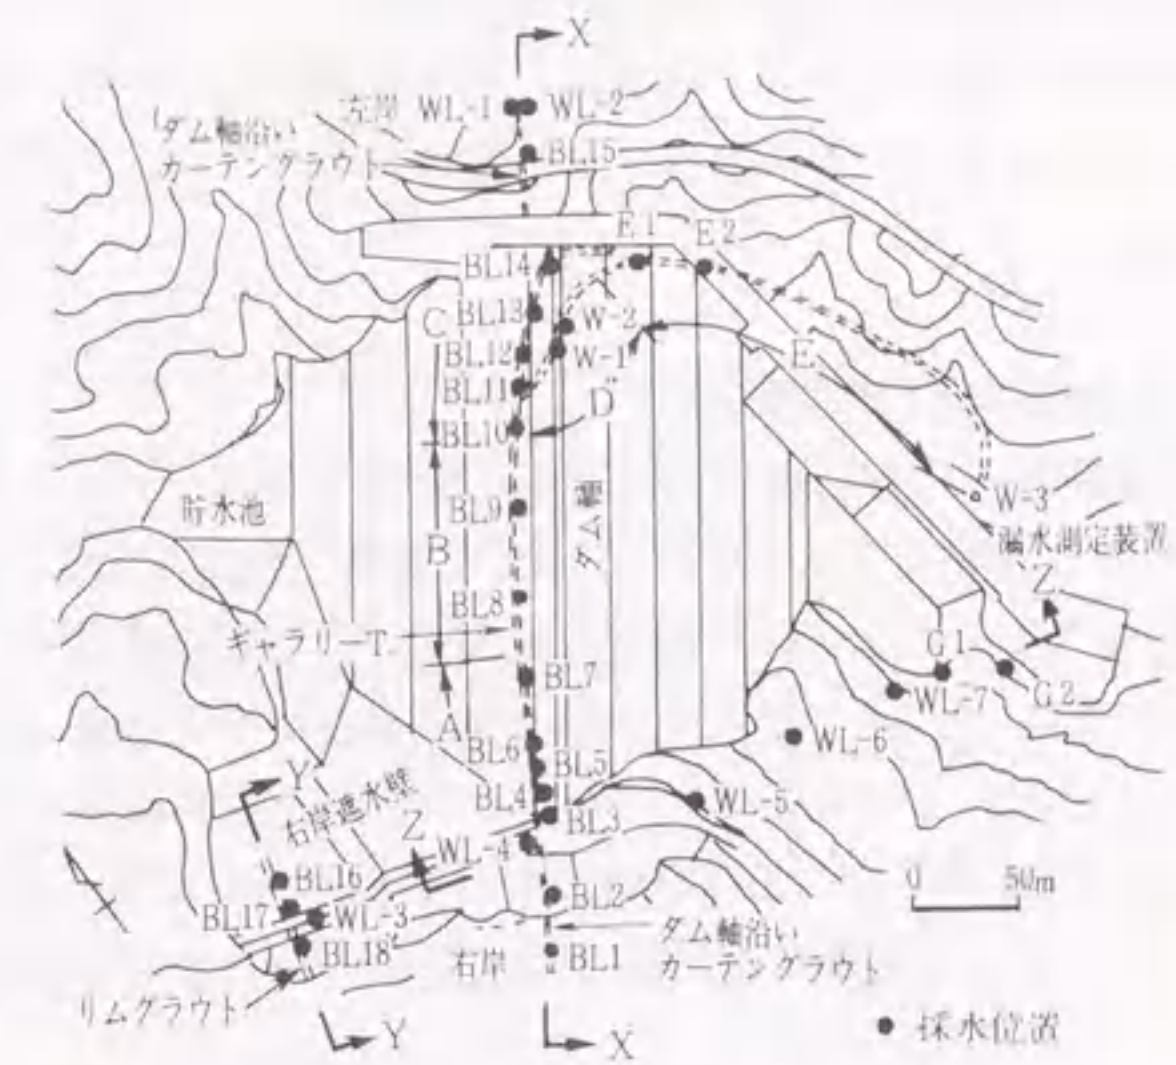 X
左岸 WL-1 WL-2
ダム軸沿い
カーテングラウト
BL15
E1 E2
BL14
C BL13 W-2
BL12 W-1 E
BL11
D
BL10
貯水池 BL9 W-3
漏水測定装置
B
ダム軸
BL8 Z
ギャラリーT.
G1
BL7 WL-7 G2
A
BL6 WL-6
BL5
Y
右岸遮水壁
BL4 WL-5
BL3
Z WL-4
BL16 0 50m
BL2
BL17 WL-3
ダム軸沿い
カーテングラウト
BL18 右岸 BL1
リムグラウト
Y X
採水位置